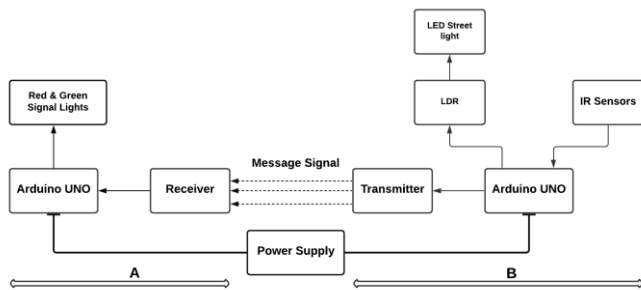 LED Street
light
Red & Green
Signal Lights
LDR
IR Sensors
Message Signal
Arduino UNO
Receiver
Transmitter
Arduino UNO
Power Supply
A
B